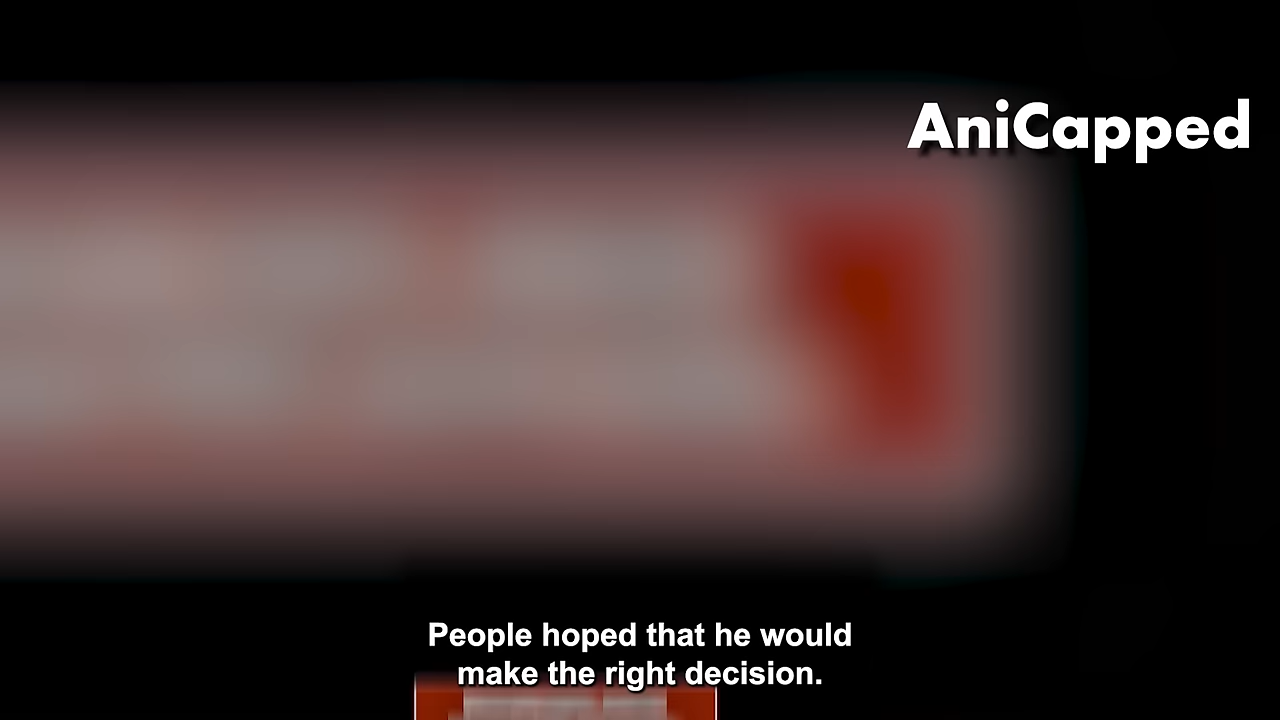 AniCapped
People hoped that he would
make the right decision.